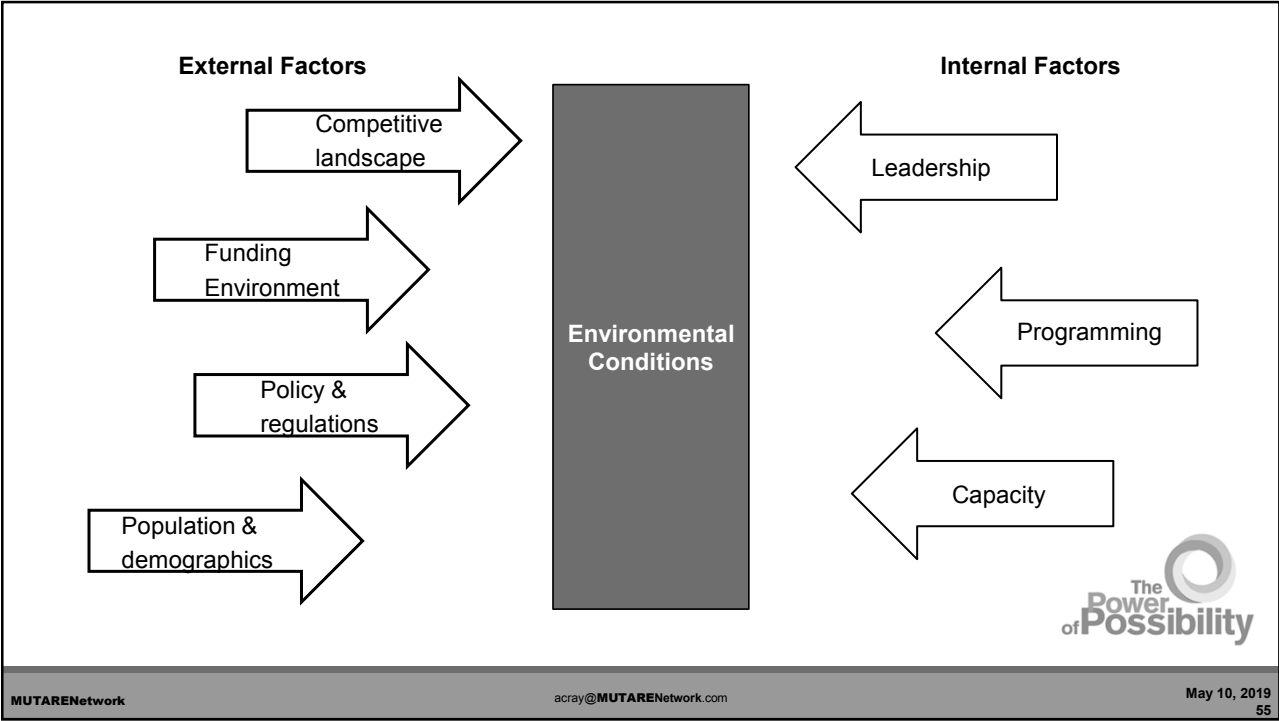 External Factors
Competitive
landscape
Funding
Environment
Policy &
regulations
Population &
demographics
Environmental
Conditions
Internal Factors
Leadership
Programming
Capacity
The
Power
of Possibility
MUTARENetwork
acray@MUTARENetwork.com
May 10, 2019
55